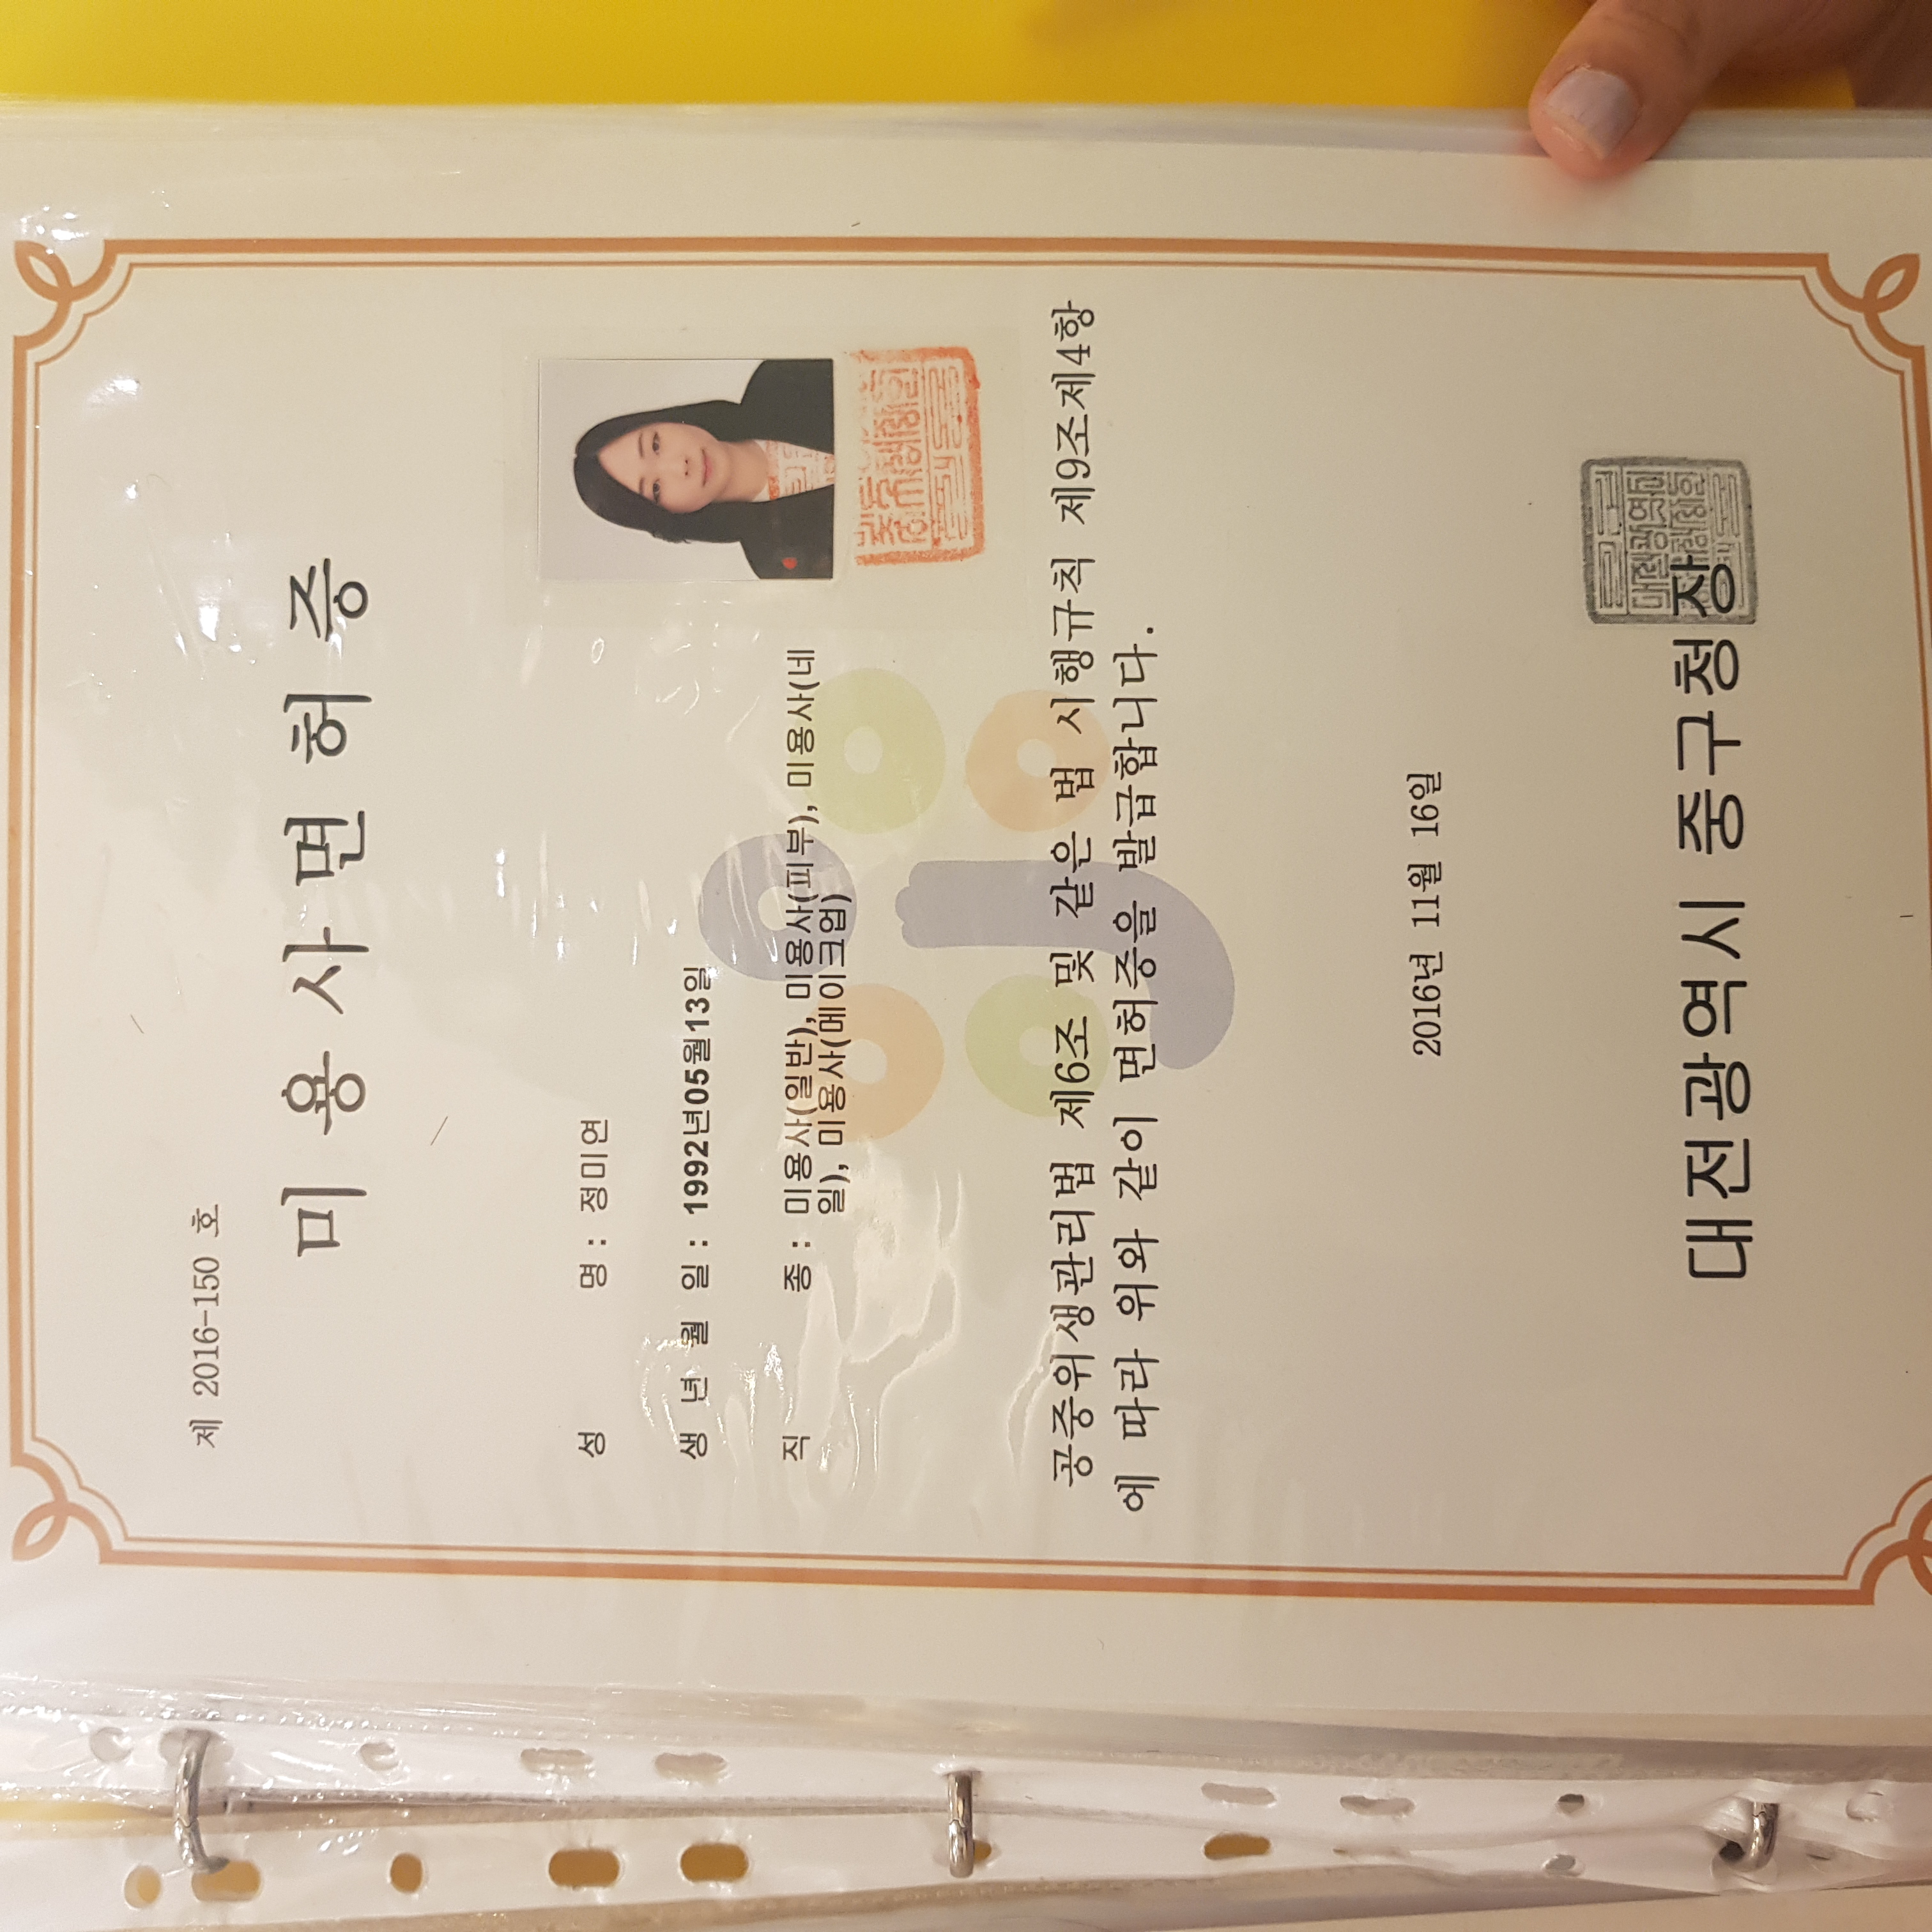 제 2016-150 호
미용사면허증
성 명 : 정미연
생 년 월 일 : 1992년05월13일
직 종 : 미용사(일반), 미용사(피부), 미용사(네
일), 미용사(메이크업)
공중위생관리법 제6조 및 같은 법 시행규칙 제9조제4항
에 따라 위와 같이 면허증을 발급합니다.
2016년 11월 16일
대전광역시 중구청장